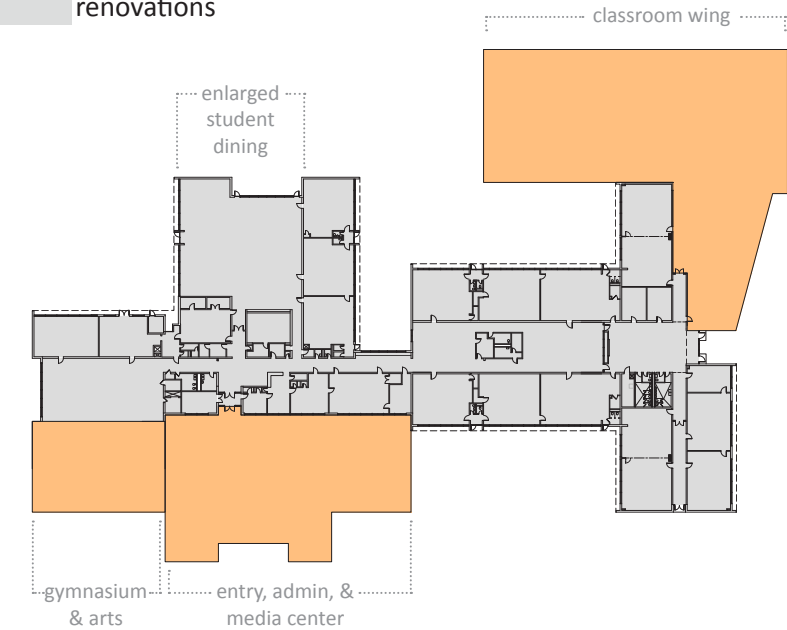 renovations
classroom wing
enlarged
student
dining
gymnasium
& arts
entry, admin, &
media center